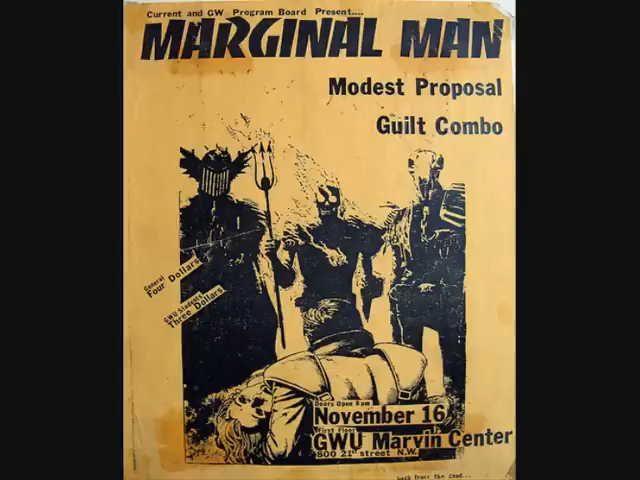 Current and GW Program Board Present....
MARGINAL MAN
Modest Proposal
Guilt Combo
General
Four Dollars
GWU Students
Three Dollars
Doors Open 8pm
November 16
First Floor
GWU Marvin Center
800 21st street N.W.
back from the dead...